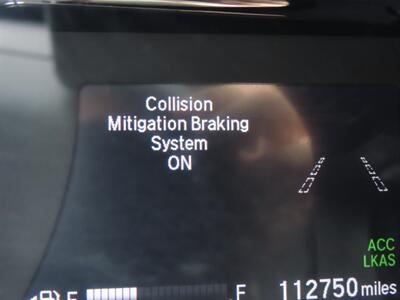 Collision
Mitigation Braking
System
ON
ACC
LKAS
E F 112750 miles